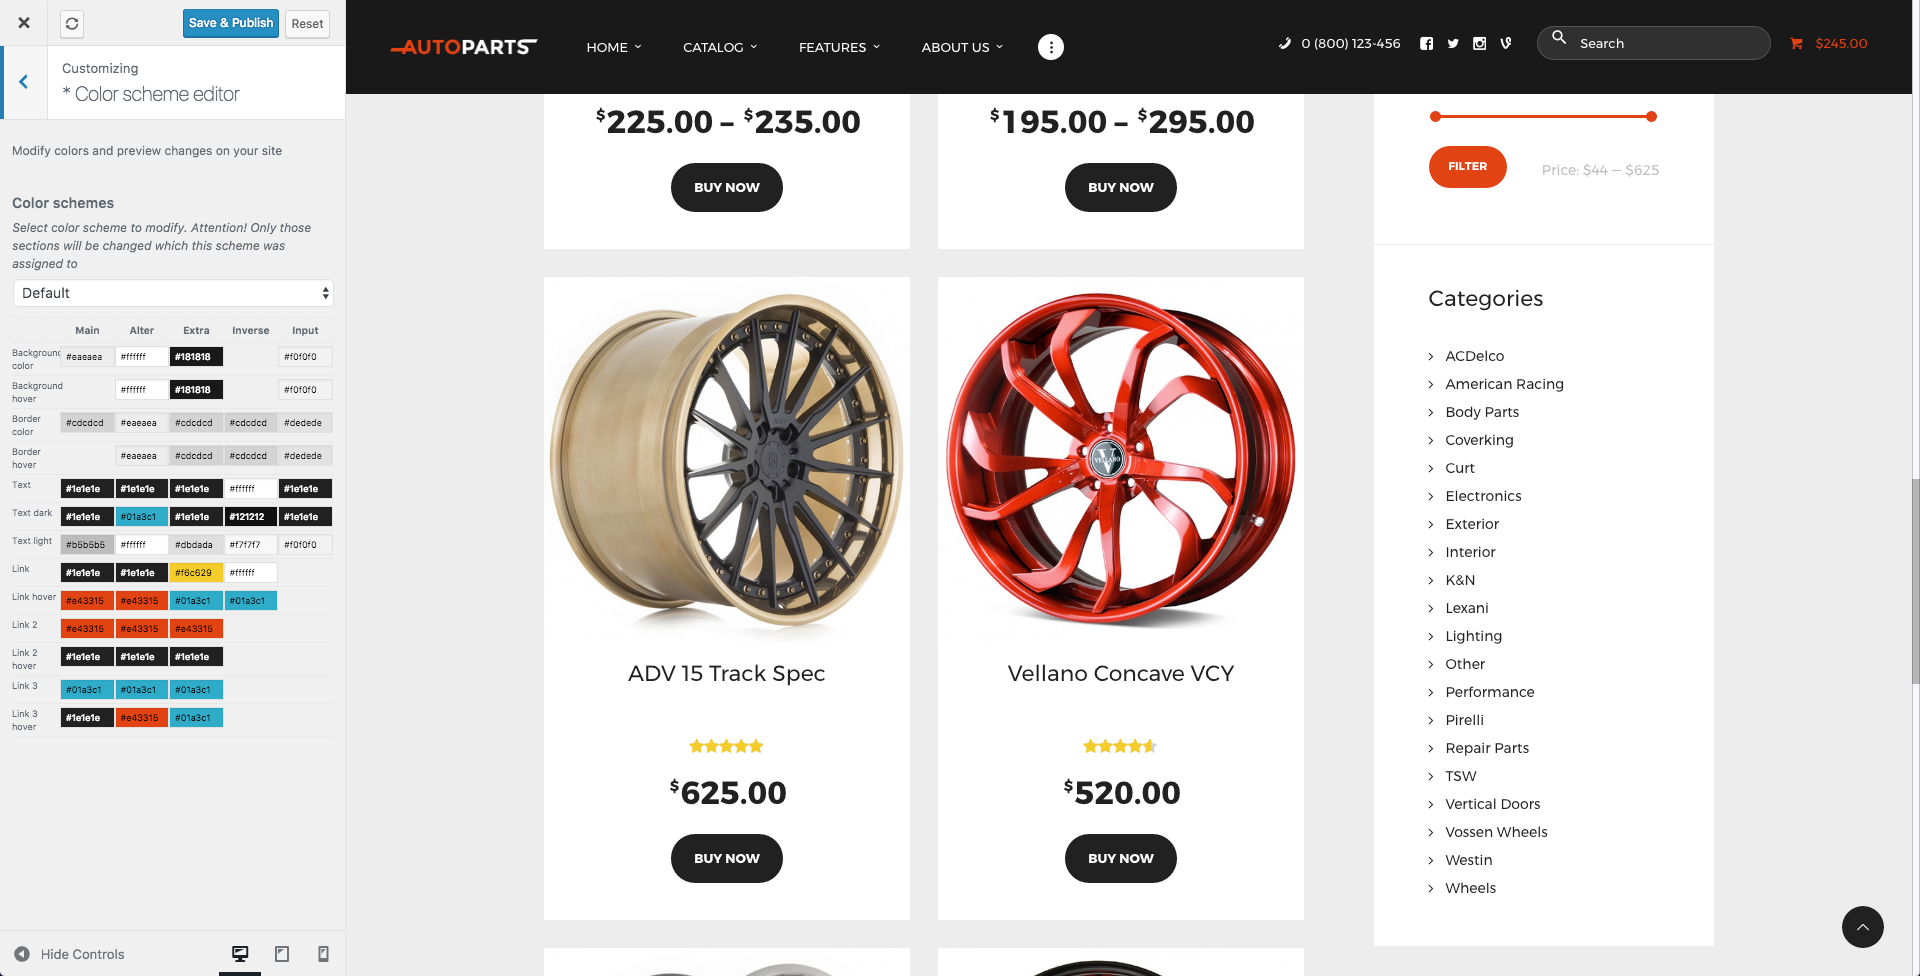 Save & Publish
Reset
Customizing
* Color scheme editor
Modify colors and preview changes on your site
Color schemes
Select color scheme to modify. Attention! Only those
sections will be changed which this scheme was
assigned to
Default
Main Alter Extra Inverse Input
Background color #eaeaea #ffffff #181818 #f0f0f0
Background hover #ffffff #181818 #f0f0f0
Border color #cdcdcd #eaeaea #cdcdcd #cdcdcd #dedede
Border hover #eaeaea #cdcdcd #cdcdcd #dedede
Text #1e1e1e #1e1e1e #1e1e1e #ffffff #1e1e1e
Text dark #1e1e1e #01a3c1 #1e1e1e #121212 #1e1e1e
Text light #b5b5b5 #ffffff #dbdada #f7f7f7 #f0f0f0
Link #1e1e1e #1e1e1e #f6c629 #ffffff
Link hover #e43315 #e43315 #01a3c1 #01a3c1
Link 2 #e43315 #e43315 #e43315
Link 2 hover #1e1e1e #1e1e1e #1e1e1e
Link 3 #01a3c1 #01a3c1 #01a3c1
Link 3 hover #1e1e1e #e43315 #01a3c1
Hide Controls
AUTOPARTS
HOME CATALOG FEATURES ABOUT US
0 (800) 123-456
Search
$245.00
$225.00 – $235.00
BUY NOW
$195.00 – $295.00
BUY NOW
ADV 15 Track Spec
$625.00
BUY NOW
VELLANO
Vellano Concave VCY
$520.00
BUY NOW
FILTER
Price: $44 — $625
Categories
ACDelco
American Racing
Body Parts
Coverking
Curt
Electronics
Exterior
Interior
K&N
Lexani
Lighting
Other
Performance
Pirelli
Repair Parts
TSW
Vertical Doors
Vossen Wheels
Westin
Wheels